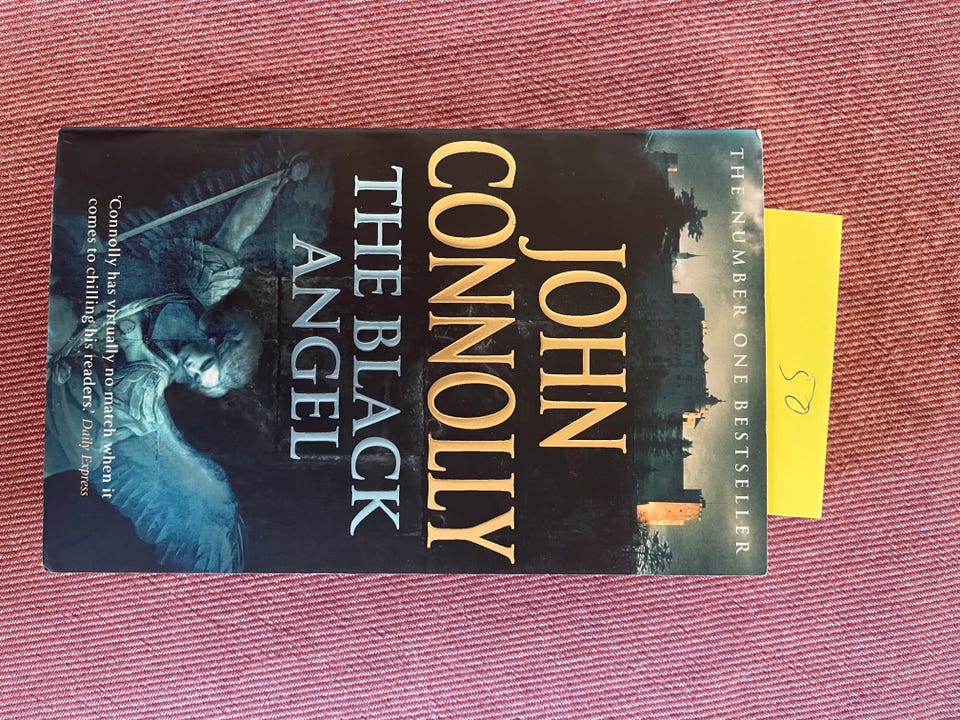 50
THE NUMBER ONE BESTSELLER
JOHN
CONNOLLY
THE BLACK
ANGEL
'Connolly has virtually no match when it
comes to chilling his readers.' Daily Express